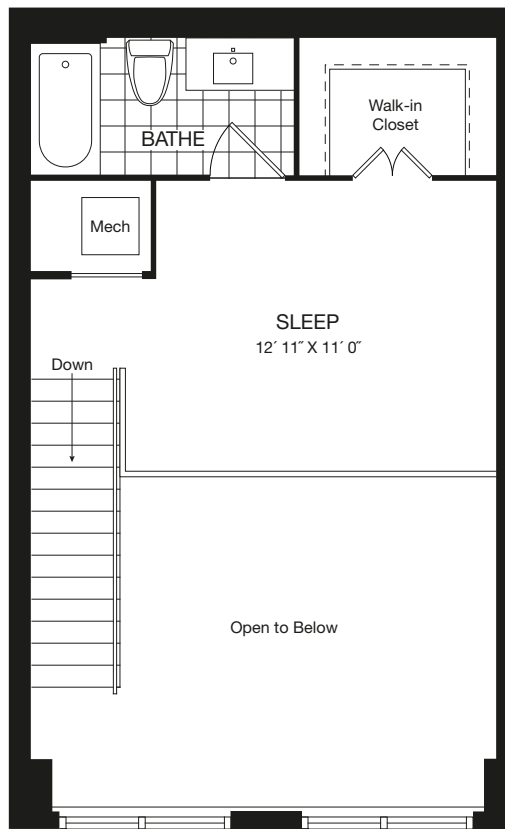 BATHE
Walk-in
Closet
Mech
SLEEP
12´ 11˝ X 11´ 0˝
Down
Open to Below